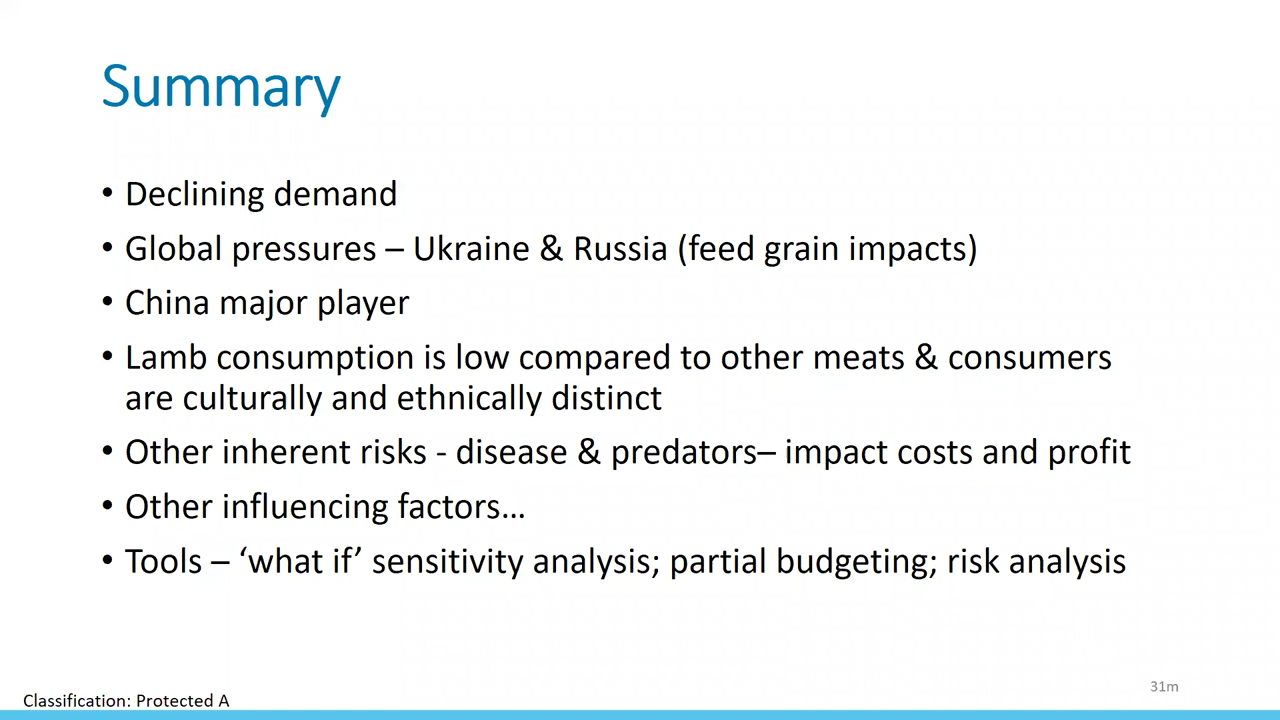 Summary
• Declining demand
• Global pressures – Ukraine & Russia (feed grain impacts)
• China major player
• Lamb consumption is low compared to other meats & consumers
are culturally and ethnically distinct
• Other inherent risks - disease & predators– impact costs and profit
• Other influencing factors…
• Tools – ‘what if’ sensitivity analysis; partial budgeting; risk analysis
31m
Classification: Protected A